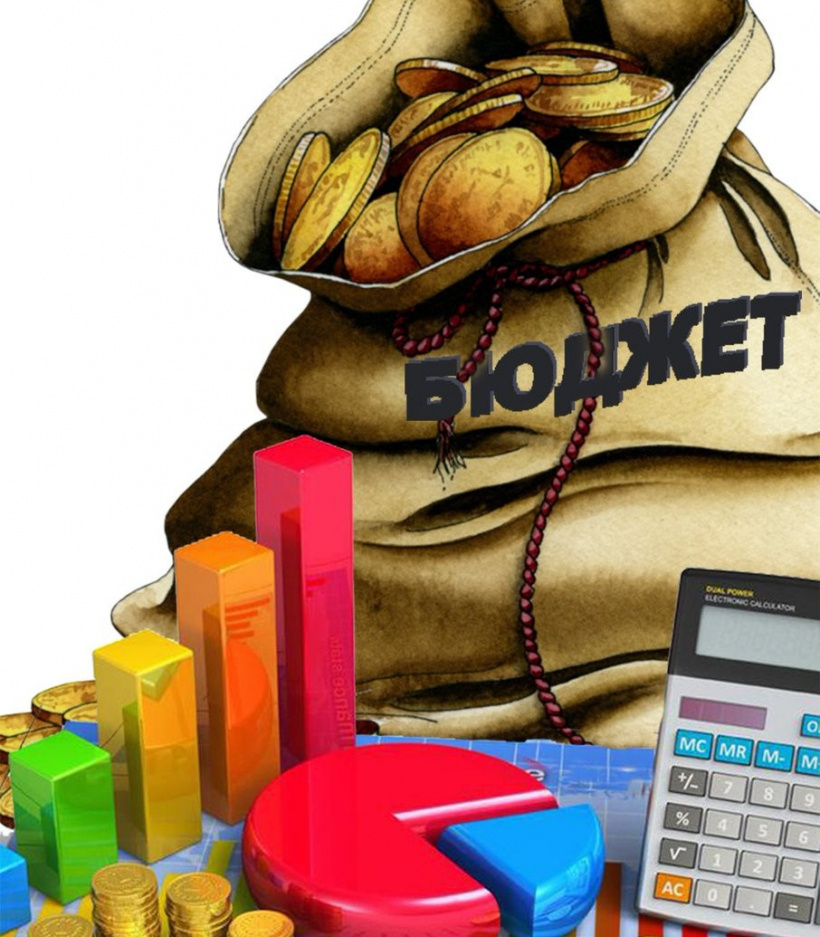 БЮДЖЕТ
DUAL POWER
ELECTRONIC CALCULATOR
MC MR M-
+/- 7 8 9
% 4 5 6
√ 1 2 3
AC 0 . =